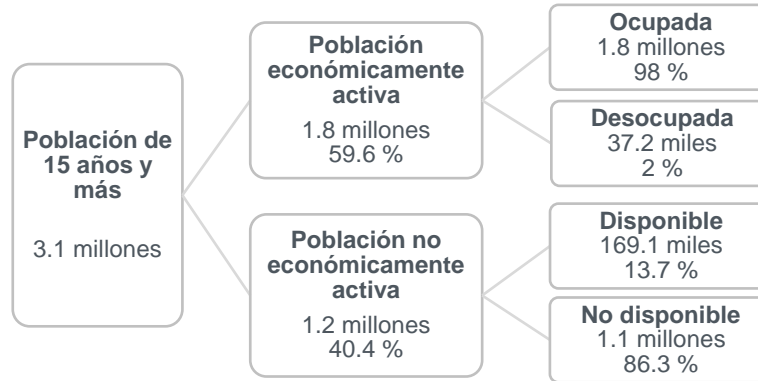 Población de
15 años y
más
3.1 millones
Población
económicamente
activa
1.8 millones
59.6 %
Población no
económicamente
activa
1.2 millones
40.4 %
Ocupada
1.8 millones
98 %
Desocupada
37.2 miles
2 %
Disponible
169.1 miles
13.7 %
No disponible
1.1 millones
86.3 %